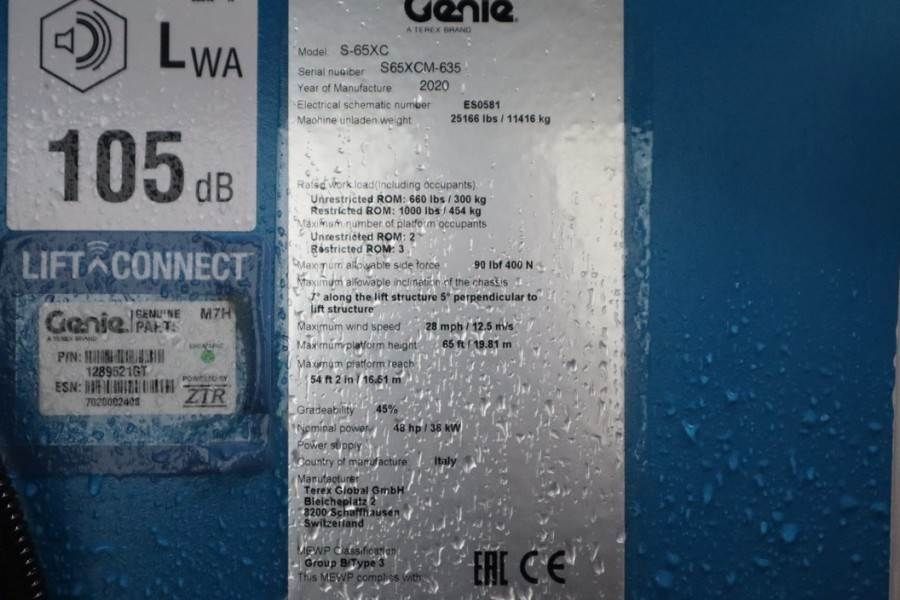 LWA
105 dB
LIFT CONNECT
Genie GENUINE PARTS M7H
A TEREX BRAND
P/N:
1289521GT
ESN:
7020002408
POWERED BY
ZTR
Genie
A TEREX BRAND
Model S-65XC
Serial number S65XCM-635
Year of Manufacture 2020
Electrical schematic number ES0581
Machine unladen weight 25166 lbs / 11416 kg
Rated work load(including occupants)
Unrestricted ROM: 660 lbs / 300 kg
Restricted ROM: 1000 lbs / 454 kg
Maximum number of platform occupants
Unrestricted ROM: 2
Restricted ROM: 3
Maximum allowable side force 90 lbf 400 N
Maximum allowable inclination of the chassis
7° along the lift structure 5° perpendicular to
lift structure
Maximum wind speed 28 mph / 12.5 m/s
Maximum platform height 65 ft / 19.81 m
Maximum platform reach
54 ft 2 in / 16.51 m
Gradeability 45%
Nominal power 48 hp / 36 kW
Power supply
Country of manufacture Italy
Manufacturer
Terex Global GmbH
Bleicheplatz 2
8200 Schaffhausen
Switzerland
MEWP Classification
Group B/Type 3
This MEWP complies with
EAC CE